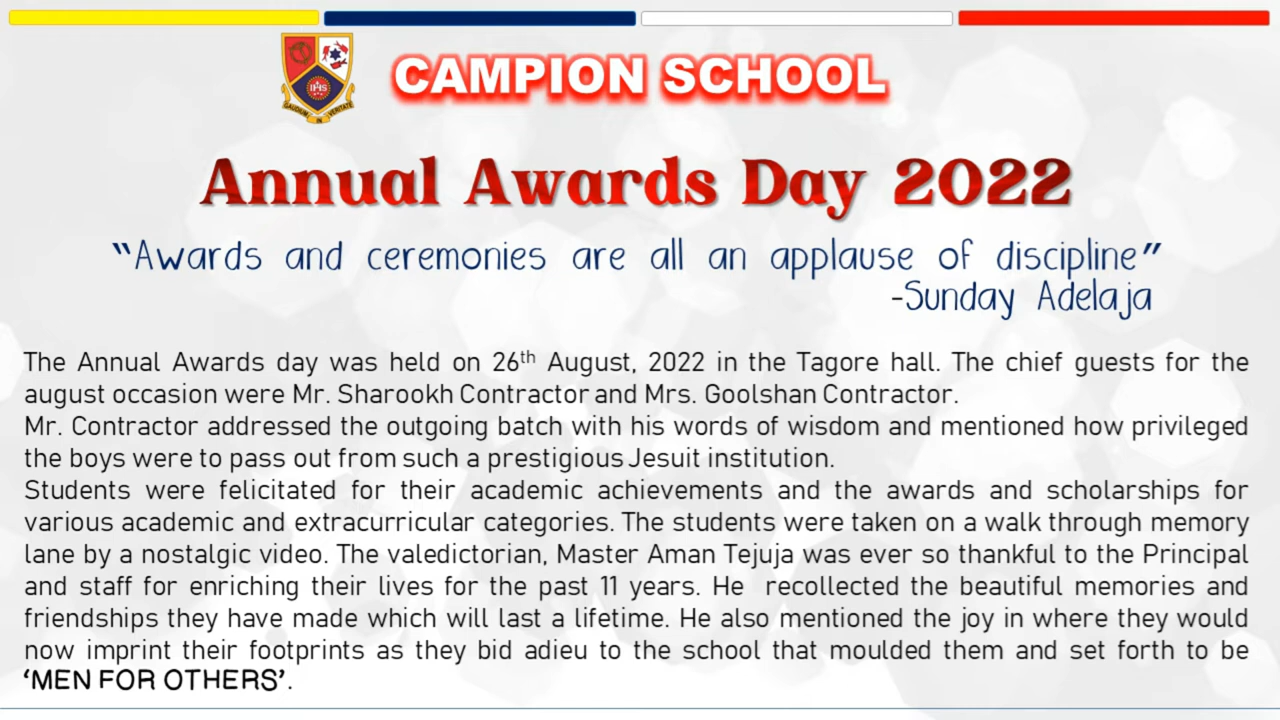 IHS
GAUDIUM IN VERITATE
CAMPION SCHOOL
Annual Awards Day 2022
“Awards and ceremonies are all an applause of discipline”
-Sunday Adelaja
The Annual Awards day was held on 26th August, 2022 in the Tagore hall. The chief guests for the
august occasion were Mr. Sharookh Contractor and Mrs. Goolshan Contractor.
Mr. Contractor addressed the outgoing batch with his words of wisdom and mentioned how privileged
the boys were to pass out from such a prestigious Jesuit institution.
Students were felicitated for their academic achievements and the awards and scholarships for
various academic and extracurricular categories. The students were taken on a walk through memory
lane by a nostalgic video. The valedictorian, Master Aman Tejuja was ever so thankful to the Principal
and staff for enriching their lives for the past 11 years. He recollected the beautiful memories and
friendships they have made which will last a lifetime. He also mentioned the joy in where they would
now imprint their footprints as they bid adieu to the school that moulded them and set forth to be
‘MEN FOR OTHERS’.